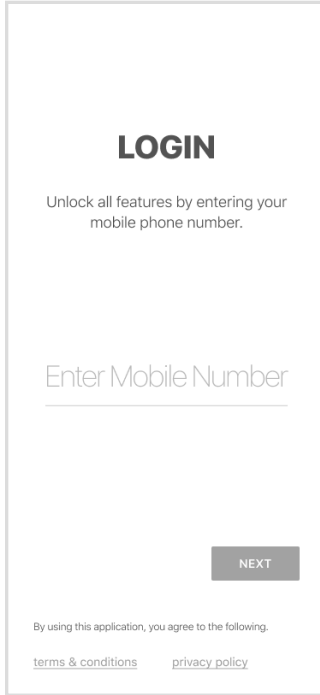 LOGIN
Unlock all features by entering your
mobile phone number.
Enter Mobile Number
NEXT
By using this application, you agree to the following.
terms & conditions privacy policy